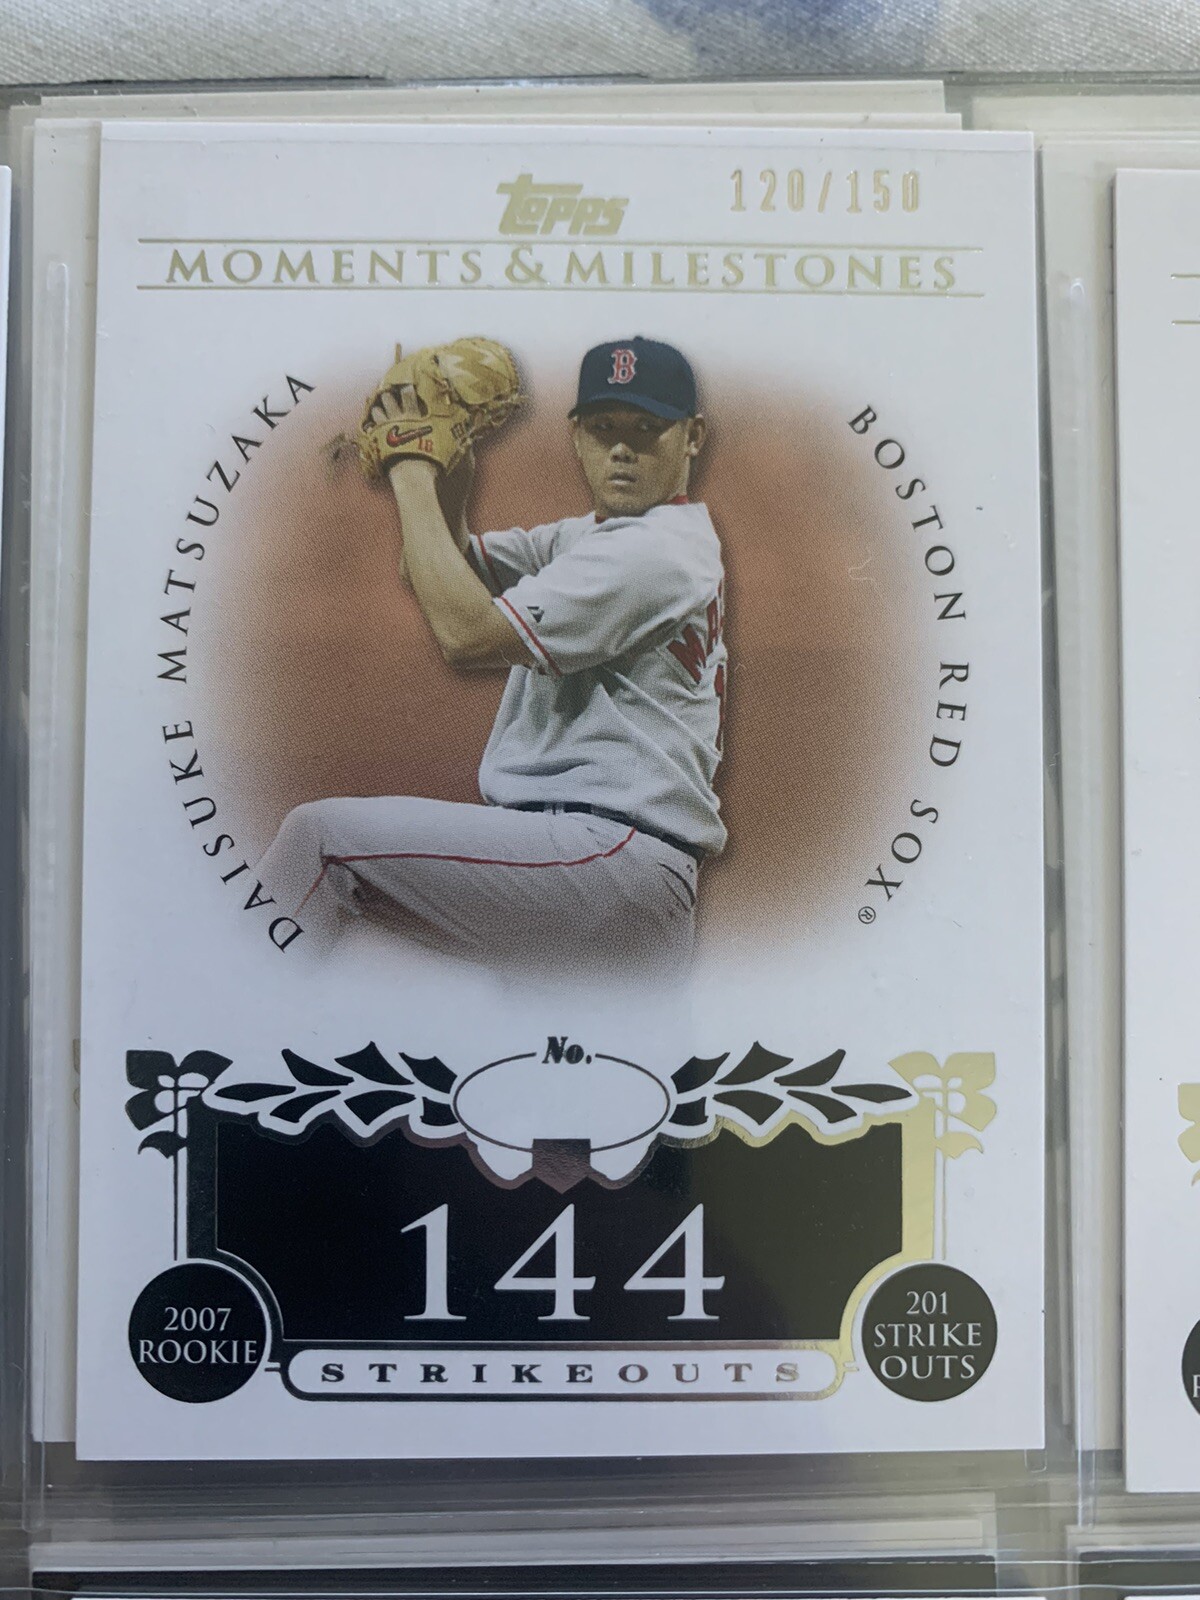 Topps
120/150
MOMENTS & MILESTONES
DAISUKE MATSUZAKA
BOSTON RED SOX®
B
No.
144
2007
ROOKIE
STRIKEOUTS
201
STRIKE
OUTS